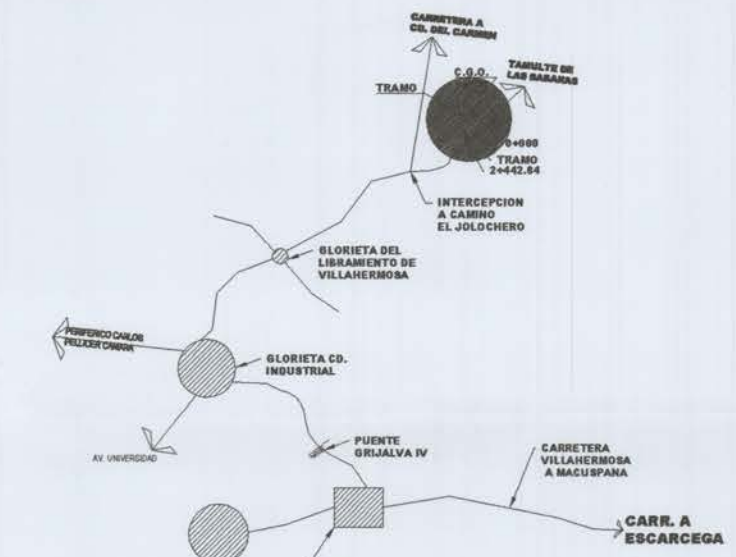 CARRETERA A
CD. DEL CARMEN
C.G.O.
TAMULTE DE
LAS SABANAS
TRAMO
0+000
TRAMO
2+442.64
INTERCEPCION
A CAMINO
EL JOLOCHERO
GLORIETA DEL
LIBRAMIENTO DE
VILLAHERMOSA
PERIFERICO CARLOS
PELLICER CAMARA
GLORIETA CD.
INDUSTRIAL
AV. UNIVERSIDAD
PUENTE
GRIJALVA IV
CARRETERA
VILLAHERMOSA
A MACUSPANA
CARR. A
ESCARCEGA